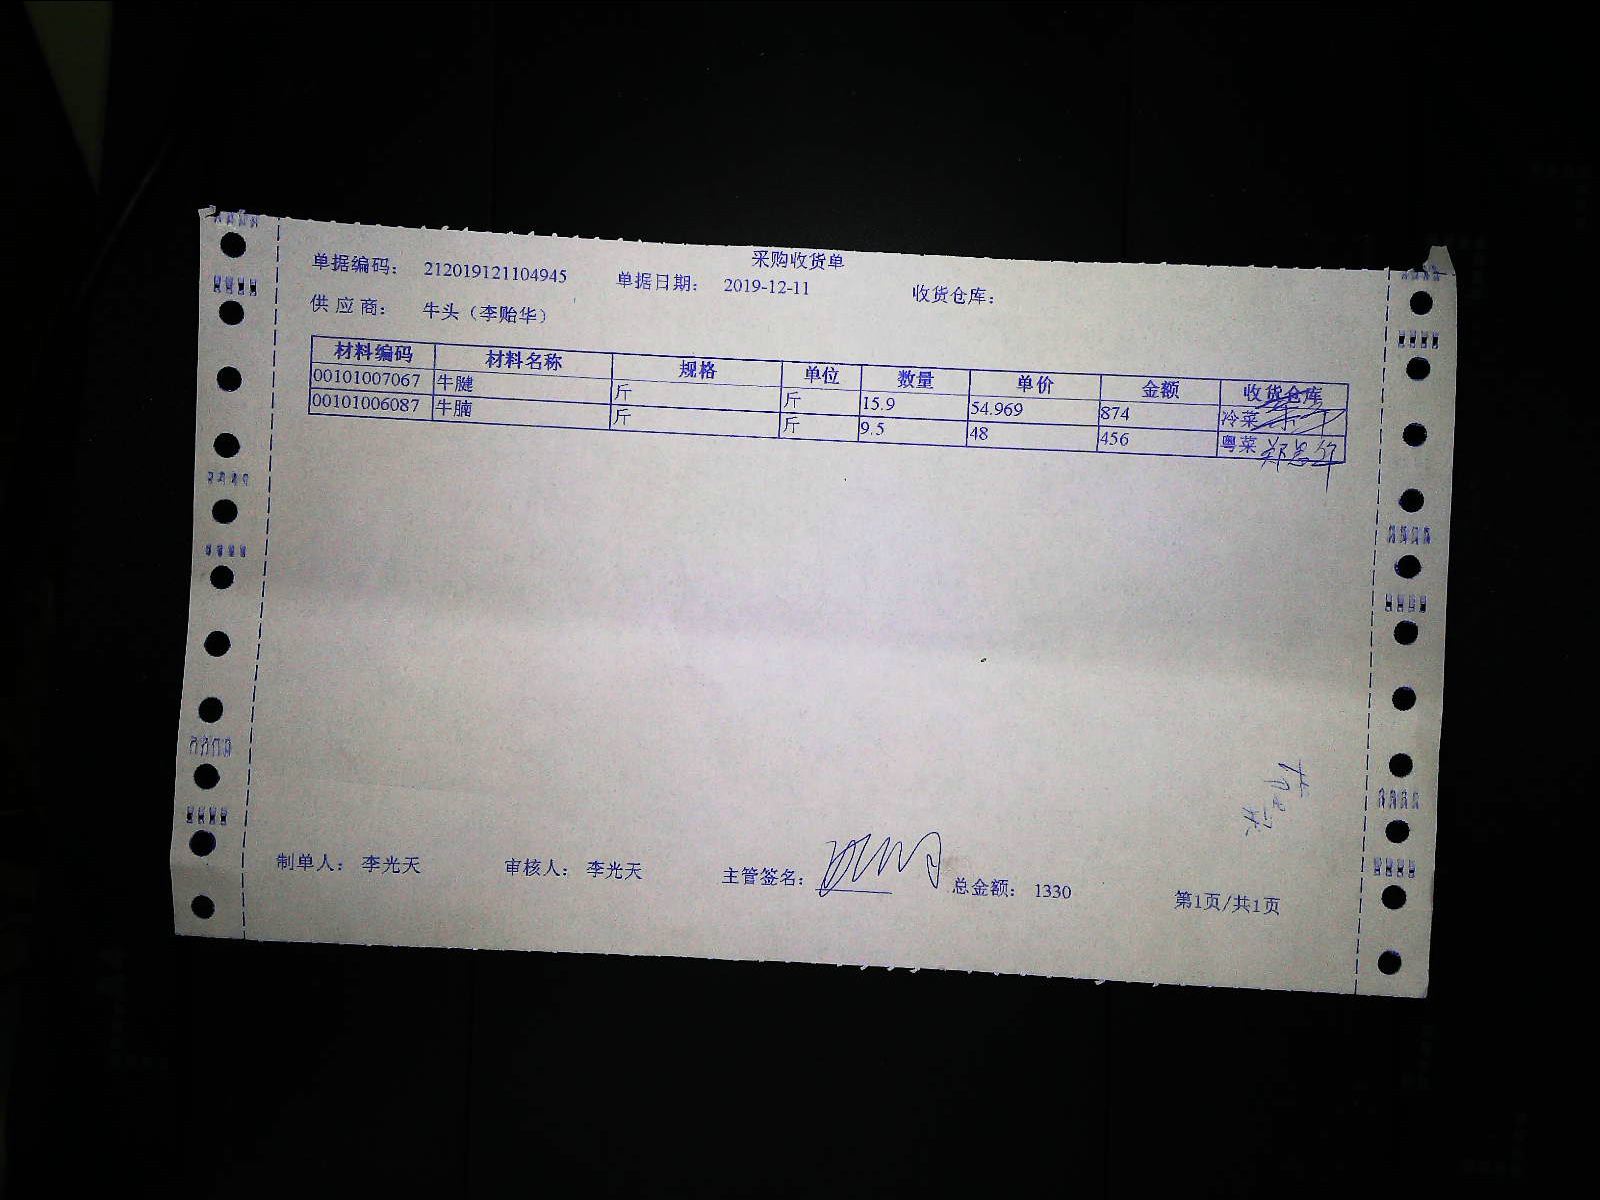 采购收货单
单据编码： 212019121104945 单据日期： 2019-12-11 收货仓库：
供 应 商： 牛头（李贻华）
材料编码 材料名称 规格 单位 数量 单价 金额 收货仓库
00101007067 牛腱 斤 斤 15.9 54.969 874 冷菜
00101006087 牛腩 斤 斤 9.5 48 456 粤菜
制单人： 李光天 审核人： 李光天 主管签名： 总金额： 1330 第1页/共1页